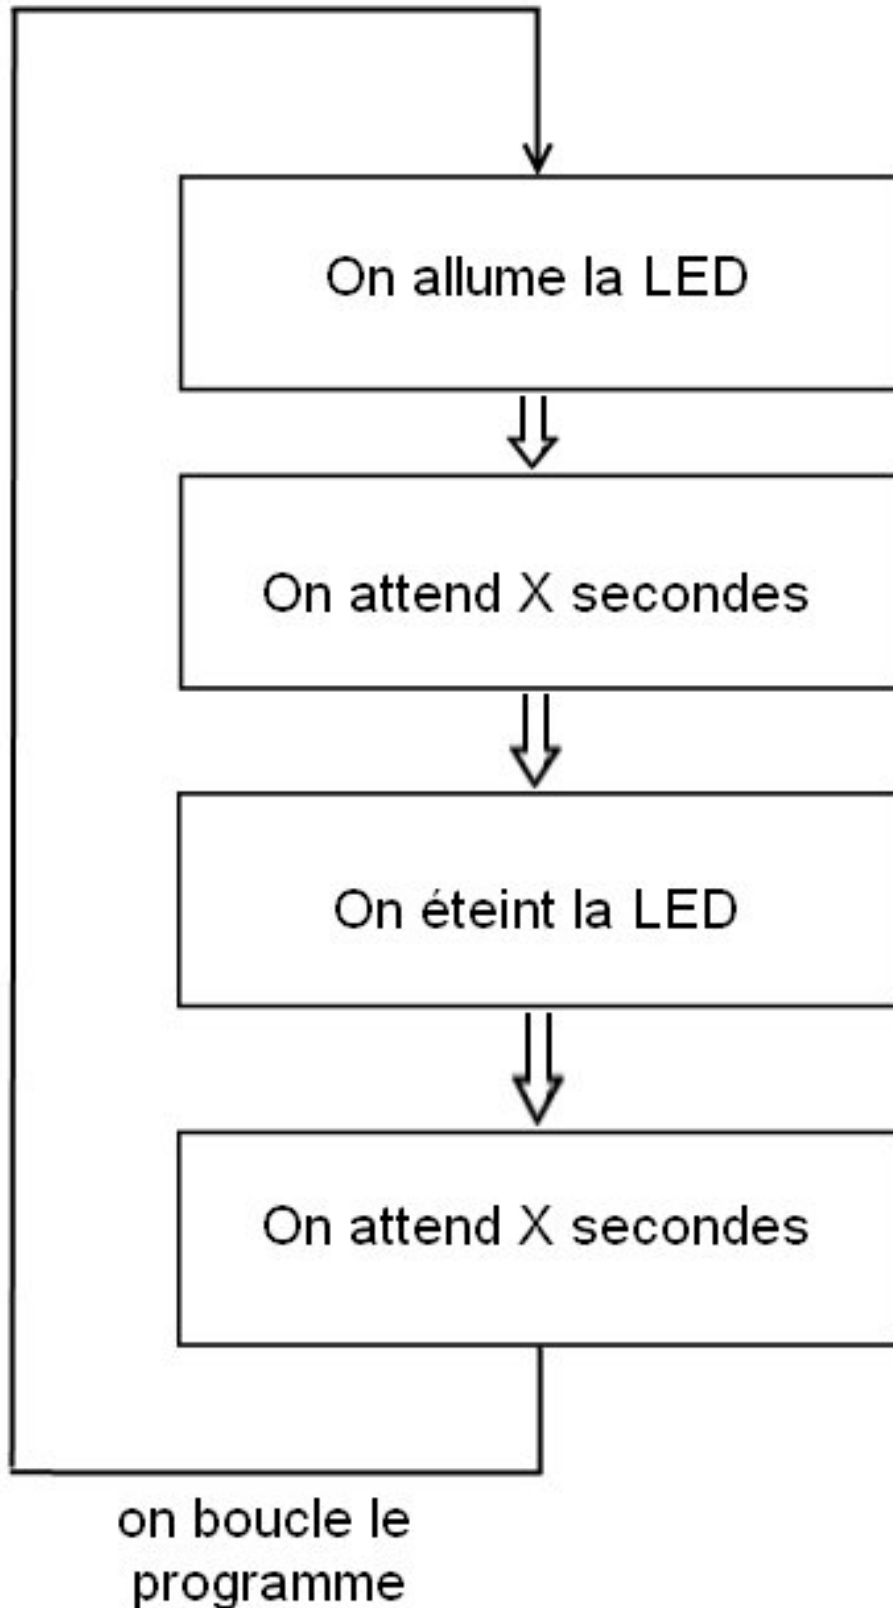 On allume la LED
On attend X secondes
On éteint la LED
On attend X secondes
on boucle le
programme